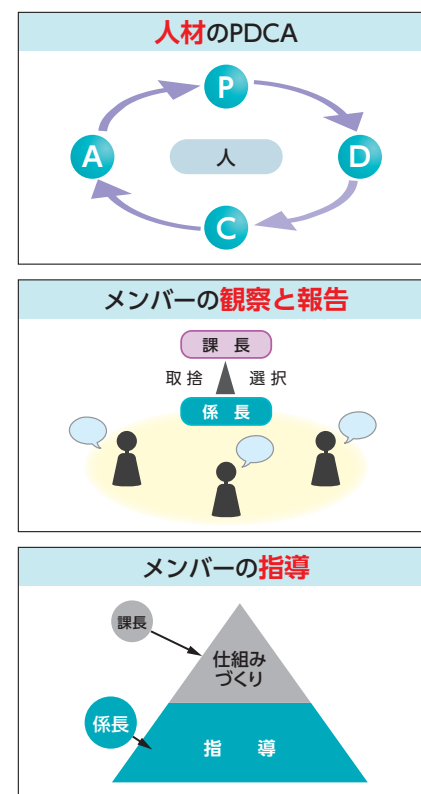 人材のPDCA
P
A
人
D
C
メンバーの観察と報告
課 長
取 捨 選 択
係 長
メンバーの指導
課長
仕組み
づくり
係長
指 導